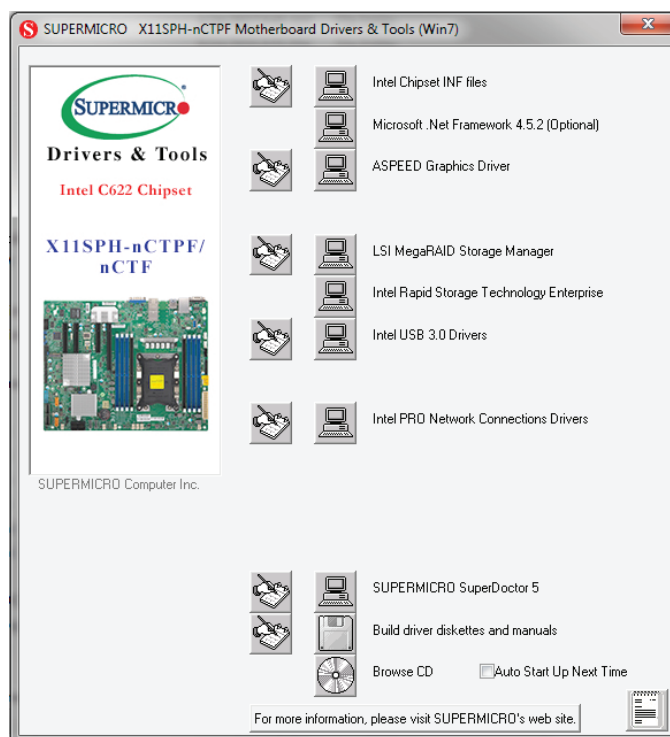 SUPERMICRO X11SPH-nCTPF Motherboard Drivers & Tools (Win7)
SUPERMICRO
Drivers & Tools
Intel C622 Chipset
X11SPH-nCTPF/
nCTF
SUPERMICRO Computer Inc.
Intel Chipset INF files
Microsoft .Net Framework 4.5.2 (Optional)
ASPEED Graphics Driver
LSI MegaRAID Storage Manager
Intel Rapid Storage Technology Enterprise
Intel USB 3.0 Drivers
Intel PRO Network Connections Drivers
SUPERMICRO SuperDoctor 5
Build driver diskettes and manuals
Browse CD Auto Start Up Next Time
For more information, please visit SUPERMICRO's web site.